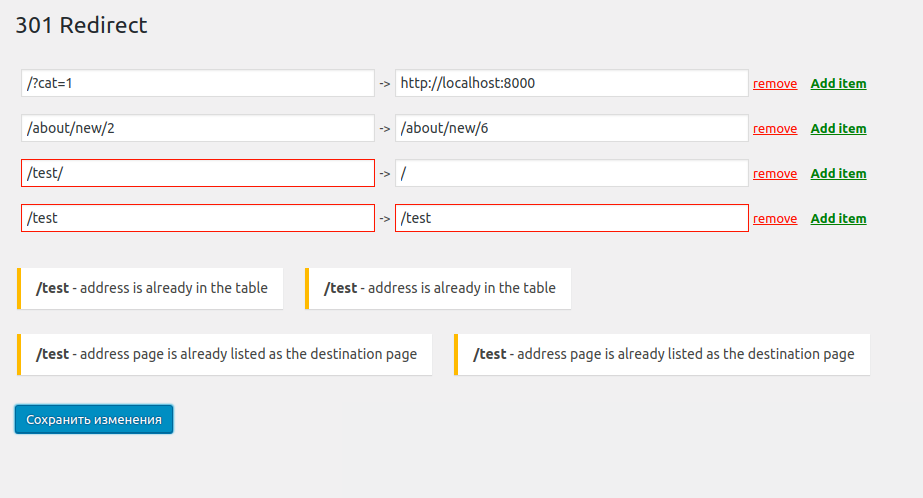 301 Redirect
/?cat=1 -> http://localhost:8000 remove Add item
/about/new/2 -> /about/new/6 remove Add item
/test/ -> / remove Add item
/test -> /test remove Add item
/test - address is already in the table /test - address is already in the table
/test - address page is already listed as the destination page /test - address page is already listed as the destination page
Сохранить изменения